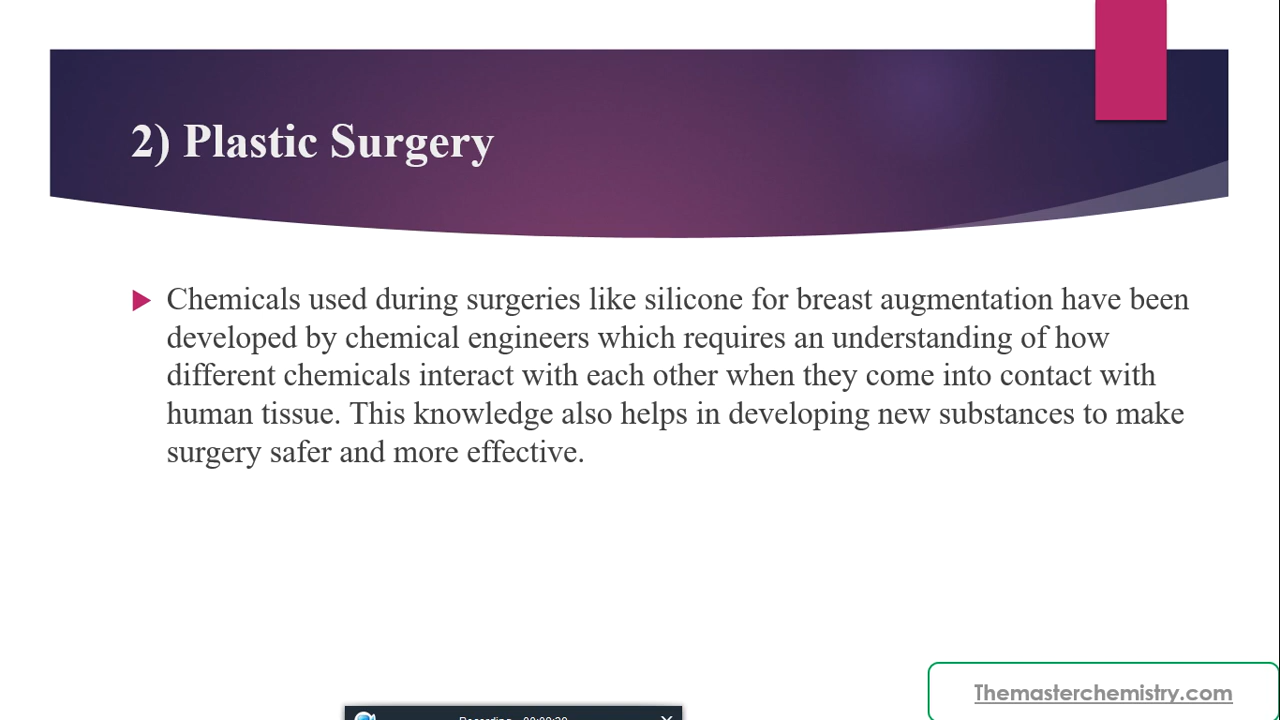 2) Plastic Surgery
Chemicals used during surgeries like silicone for breast augmentation have been
developed by chemical engineers which requires an understanding of how
different chemicals interact with each other when they come into contact with
human tissue. This knowledge also helps in developing new substances to make
surgery safer and more effective.
Themasterchemistry.com